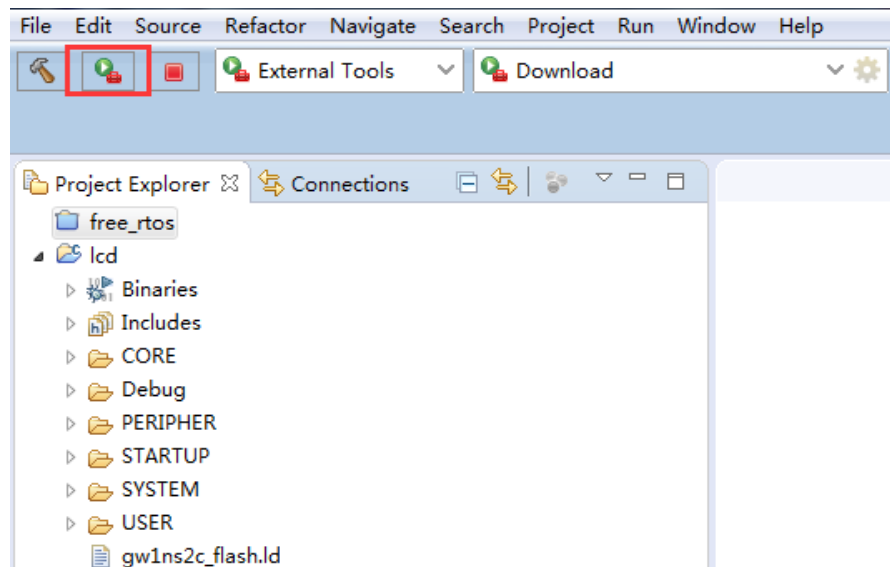 File Edit Source Refactor Navigate Search Project Run Window Help
External Tools Download
Project Explorer Connections
free_rtos
lcd
Binaries
Includes
CORE
Debug
PERIPHER
STARTUP
SYSTEM
USER
gw1ns2c_flash.ld